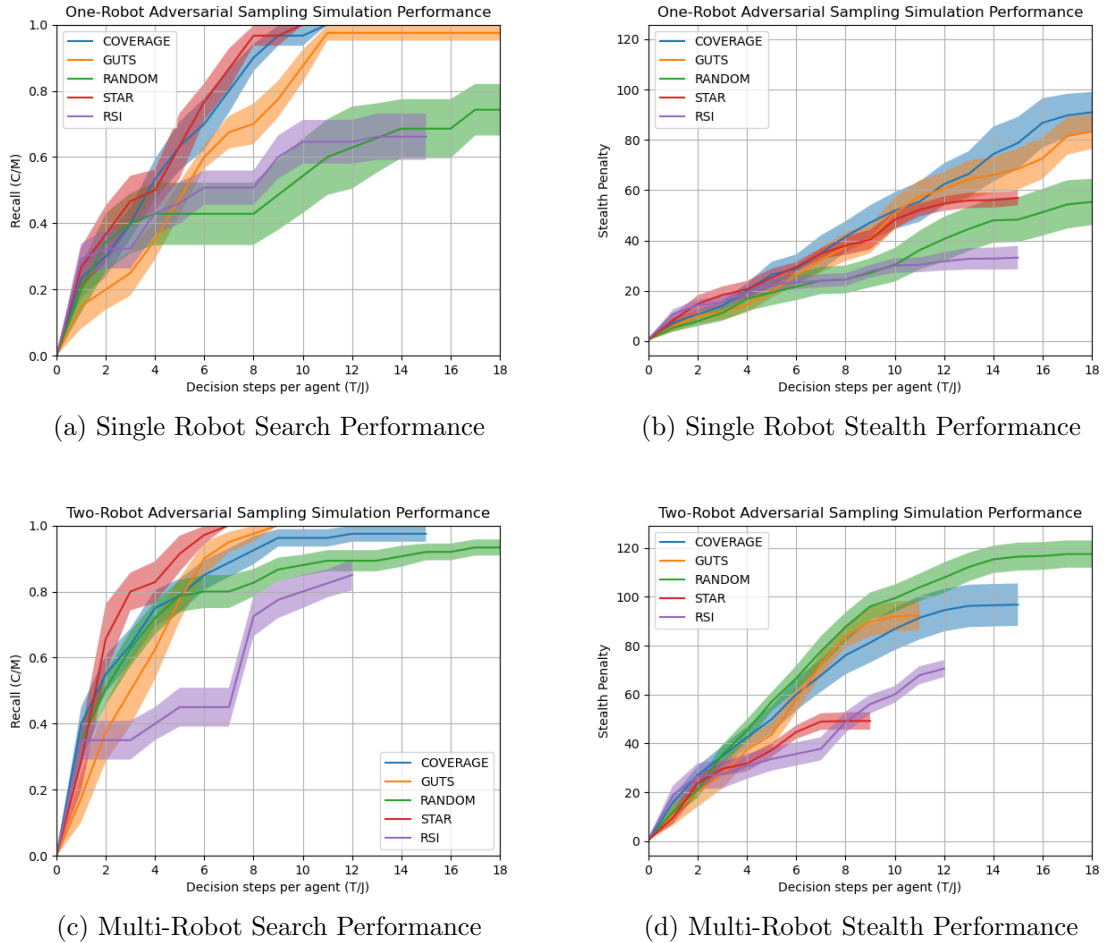 One-Robot Adversarial Sampling Simulation Performance
COVERAGE
GUTS
RANDOM
STAR
RSI
Recall (C/M)
1.0
0.8
0.6
0.4
0.2
0.0
0 2 4 6 8 10 12 14 16 18
Decision steps per agent (T/J)
(a) Single Robot Search Performance
One-Robot Adversarial Sampling Simulation Performance
COVERAGE
GUTS
RANDOM
STAR
RSI
Stealth Penalty
120
100
80
60
40
20
0
0 2 4 6 8 10 12 14 16 18
Decision steps per agent (T/J)
(b) Single Robot Stealth Performance
Two-Robot Adversarial Sampling Simulation Performance
Recall (C/M)
1.0
0.8
0.6
0.4
0.2
0.0
COVERAGE
GUTS
RANDOM
STAR
RSI
0 2 4 6 8 10 12 14 16 18
Decision steps per agent (T/J)
(c) Multi-Robot Search Performance
Two-Robot Adversarial Sampling Simulation Performance
COVERAGE
GUTS
RANDOM
STAR
RSI
Stealth Penalty
120
100
80
60
40
20
0
0 2 4 6 8 10 12 14 16 18
Decision steps per agent (T/J)
(d) Multi-Robot Stealth Performance